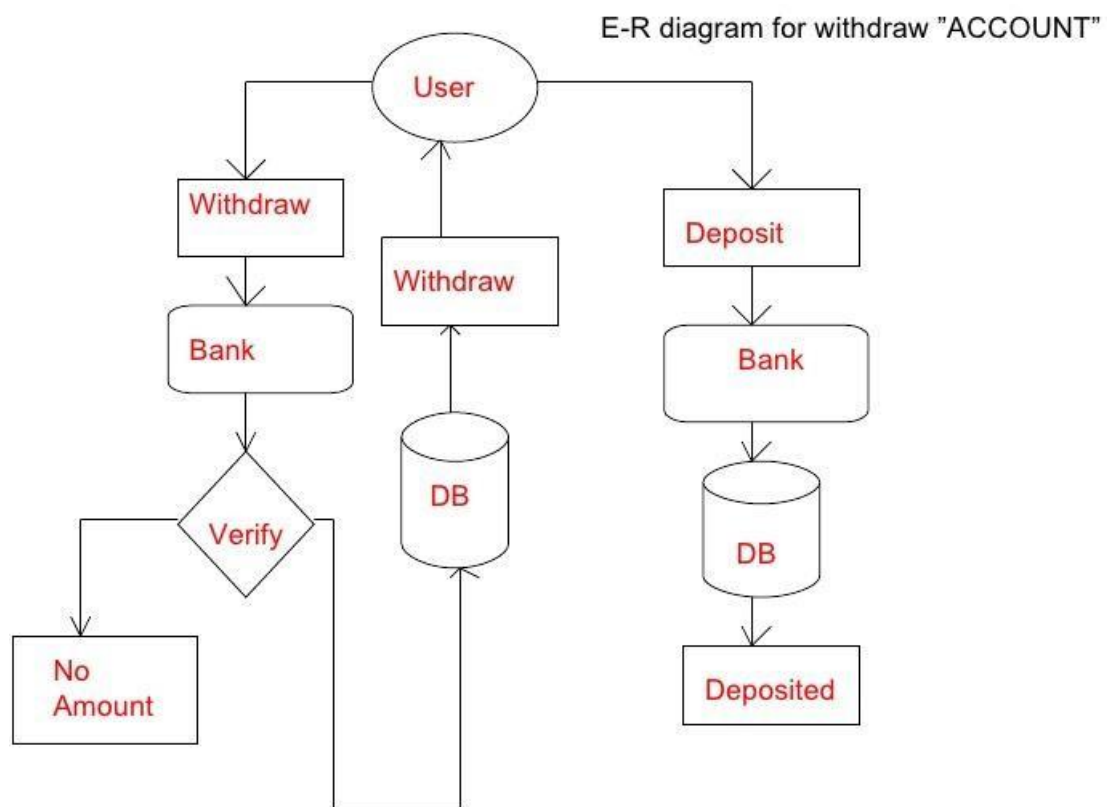 E-R diagram for withdraw ”ACCOUNT”
User
Withdraw
Deposit
Withdraw
Bank
Bank
DB
Verify
DB
No
Amount
Deposited